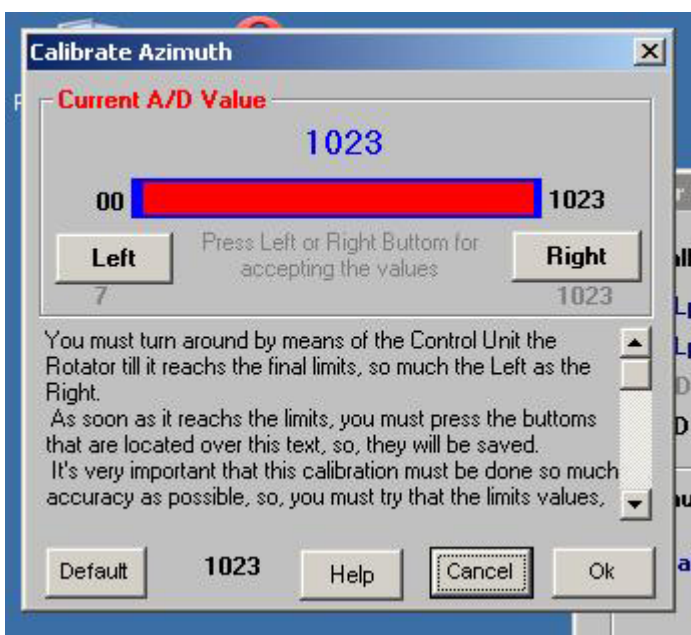 Calibrate Azimuth
Current A/D Value
1023
00
1023
Left
Press Left or Right Buttom for
accepting the values
Right
7
1023
You must turn around by means of the Control Unit the
Rotator till it reachs the final limits, so much the Left as the
Right.
As soon as it reachs the limits, you must press the buttoms
that are located over this text, so, they will be saved.
It's very important that this calibration must be done so much
accuracy as possible, so, you must try that the limits values,
Default
1023
Help
Cancel
Ok